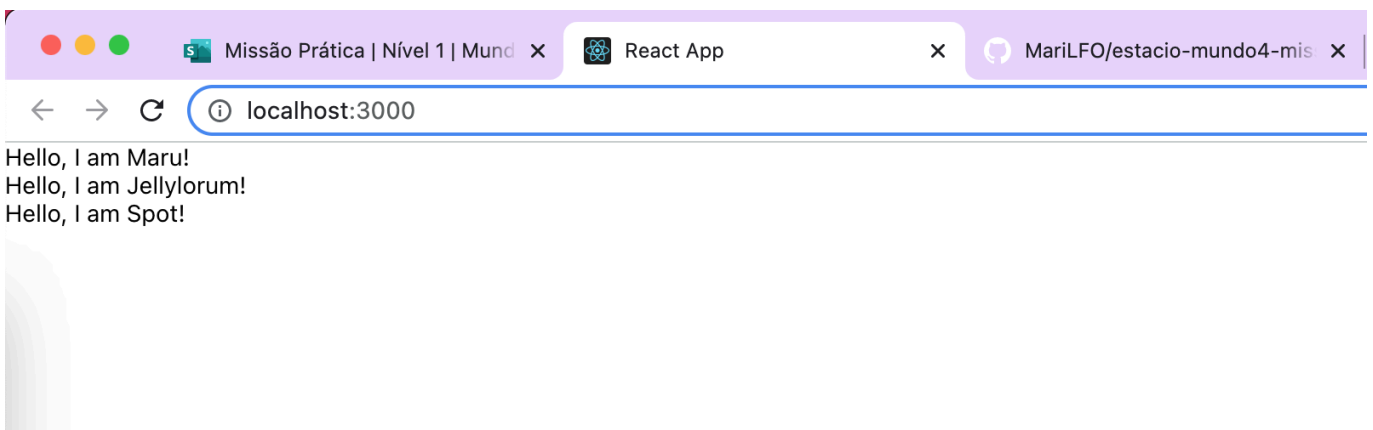 Missão Prática | Nível 1 | Mund
React App
MariLFO/estacio-mundo4-mis
localhost:3000
Hello, I am Maru!
Hello, I am Jellylorum!
Hello, I am Spot!